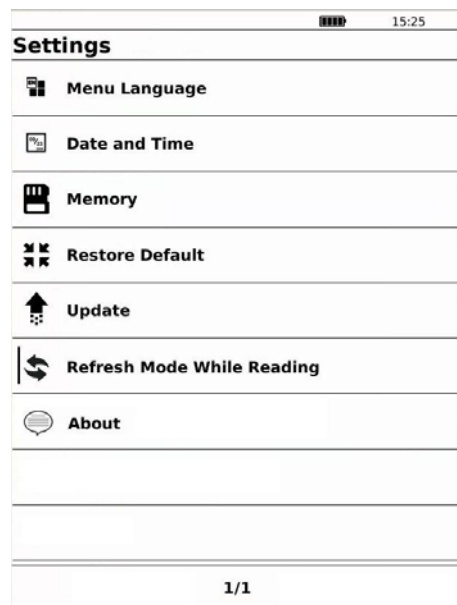 15:25
Settings
Menu Language
Date and Time
Memory
Restore Default
Update
Refresh Mode While Reading
About
1/1